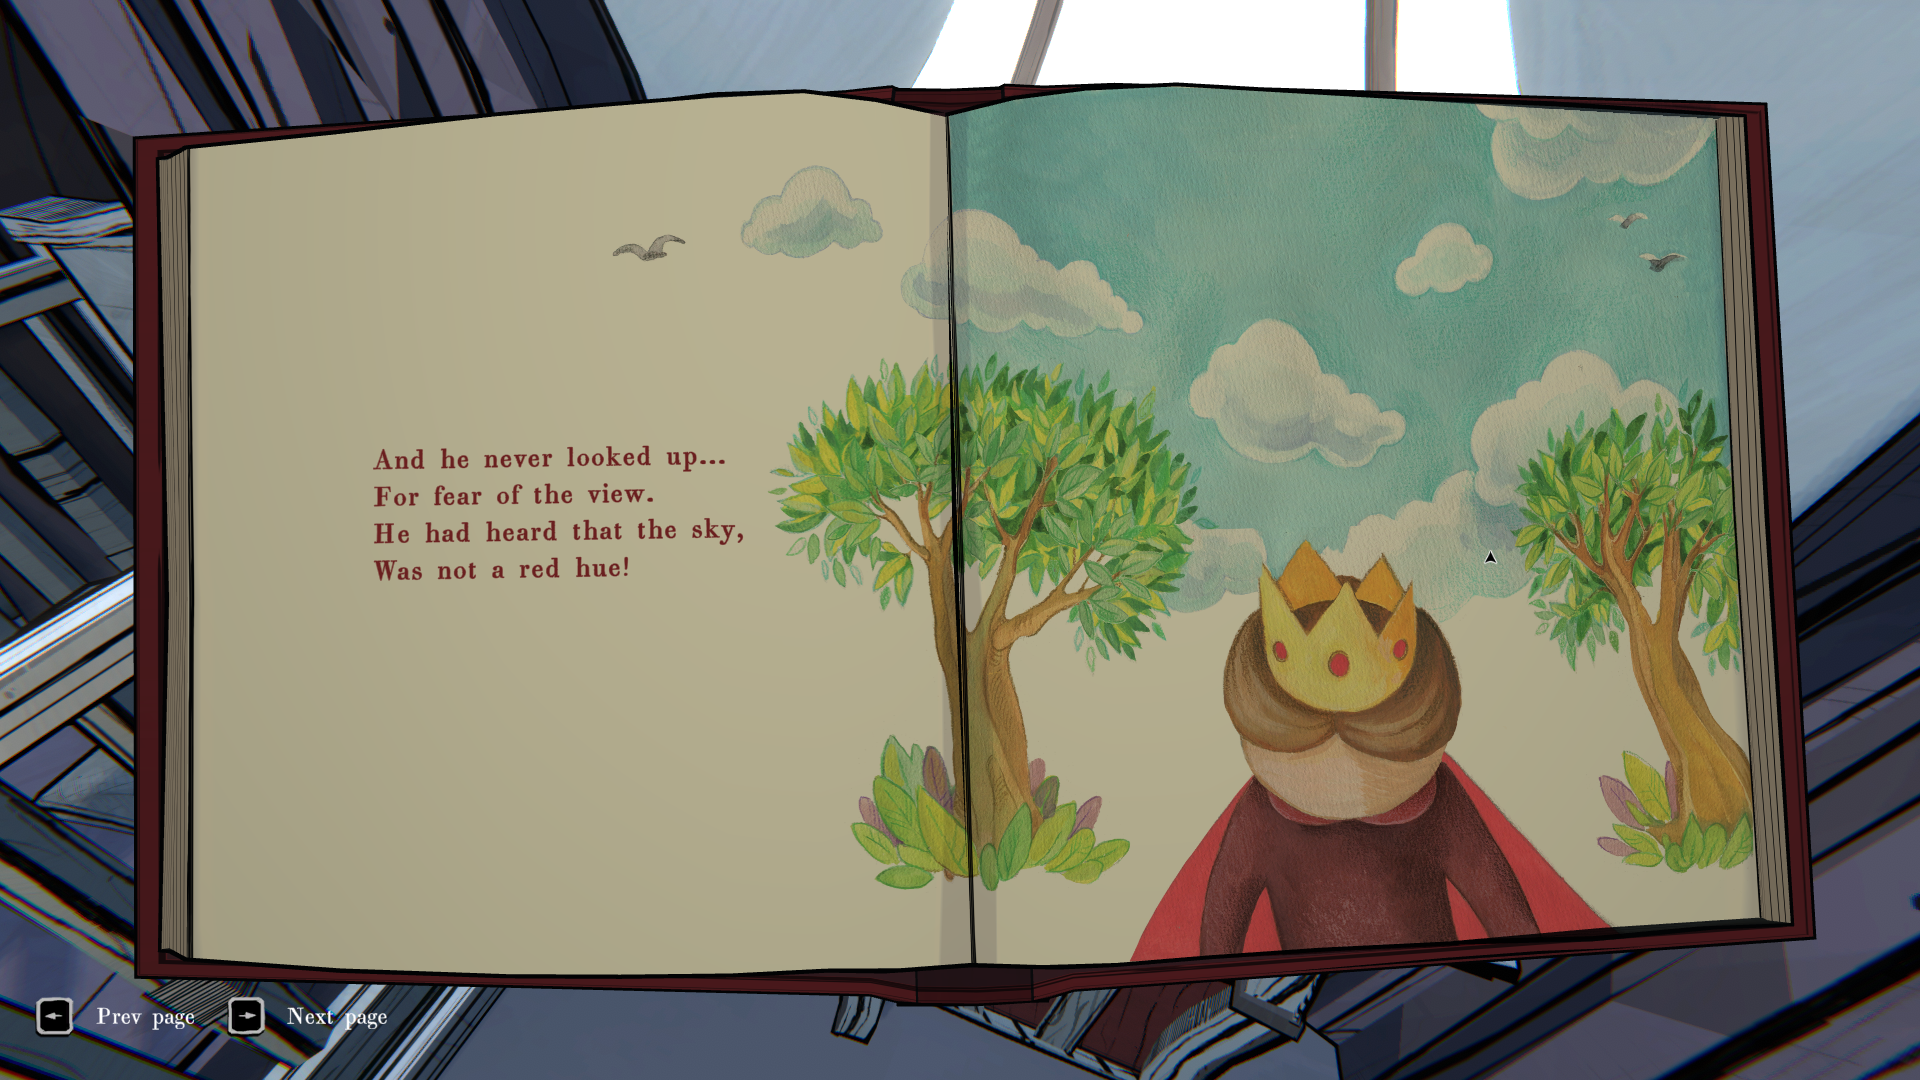 And he never looked up...
For fear of the view.
He had heard that the sky,
Was not a red hue!
Prev page
Next page